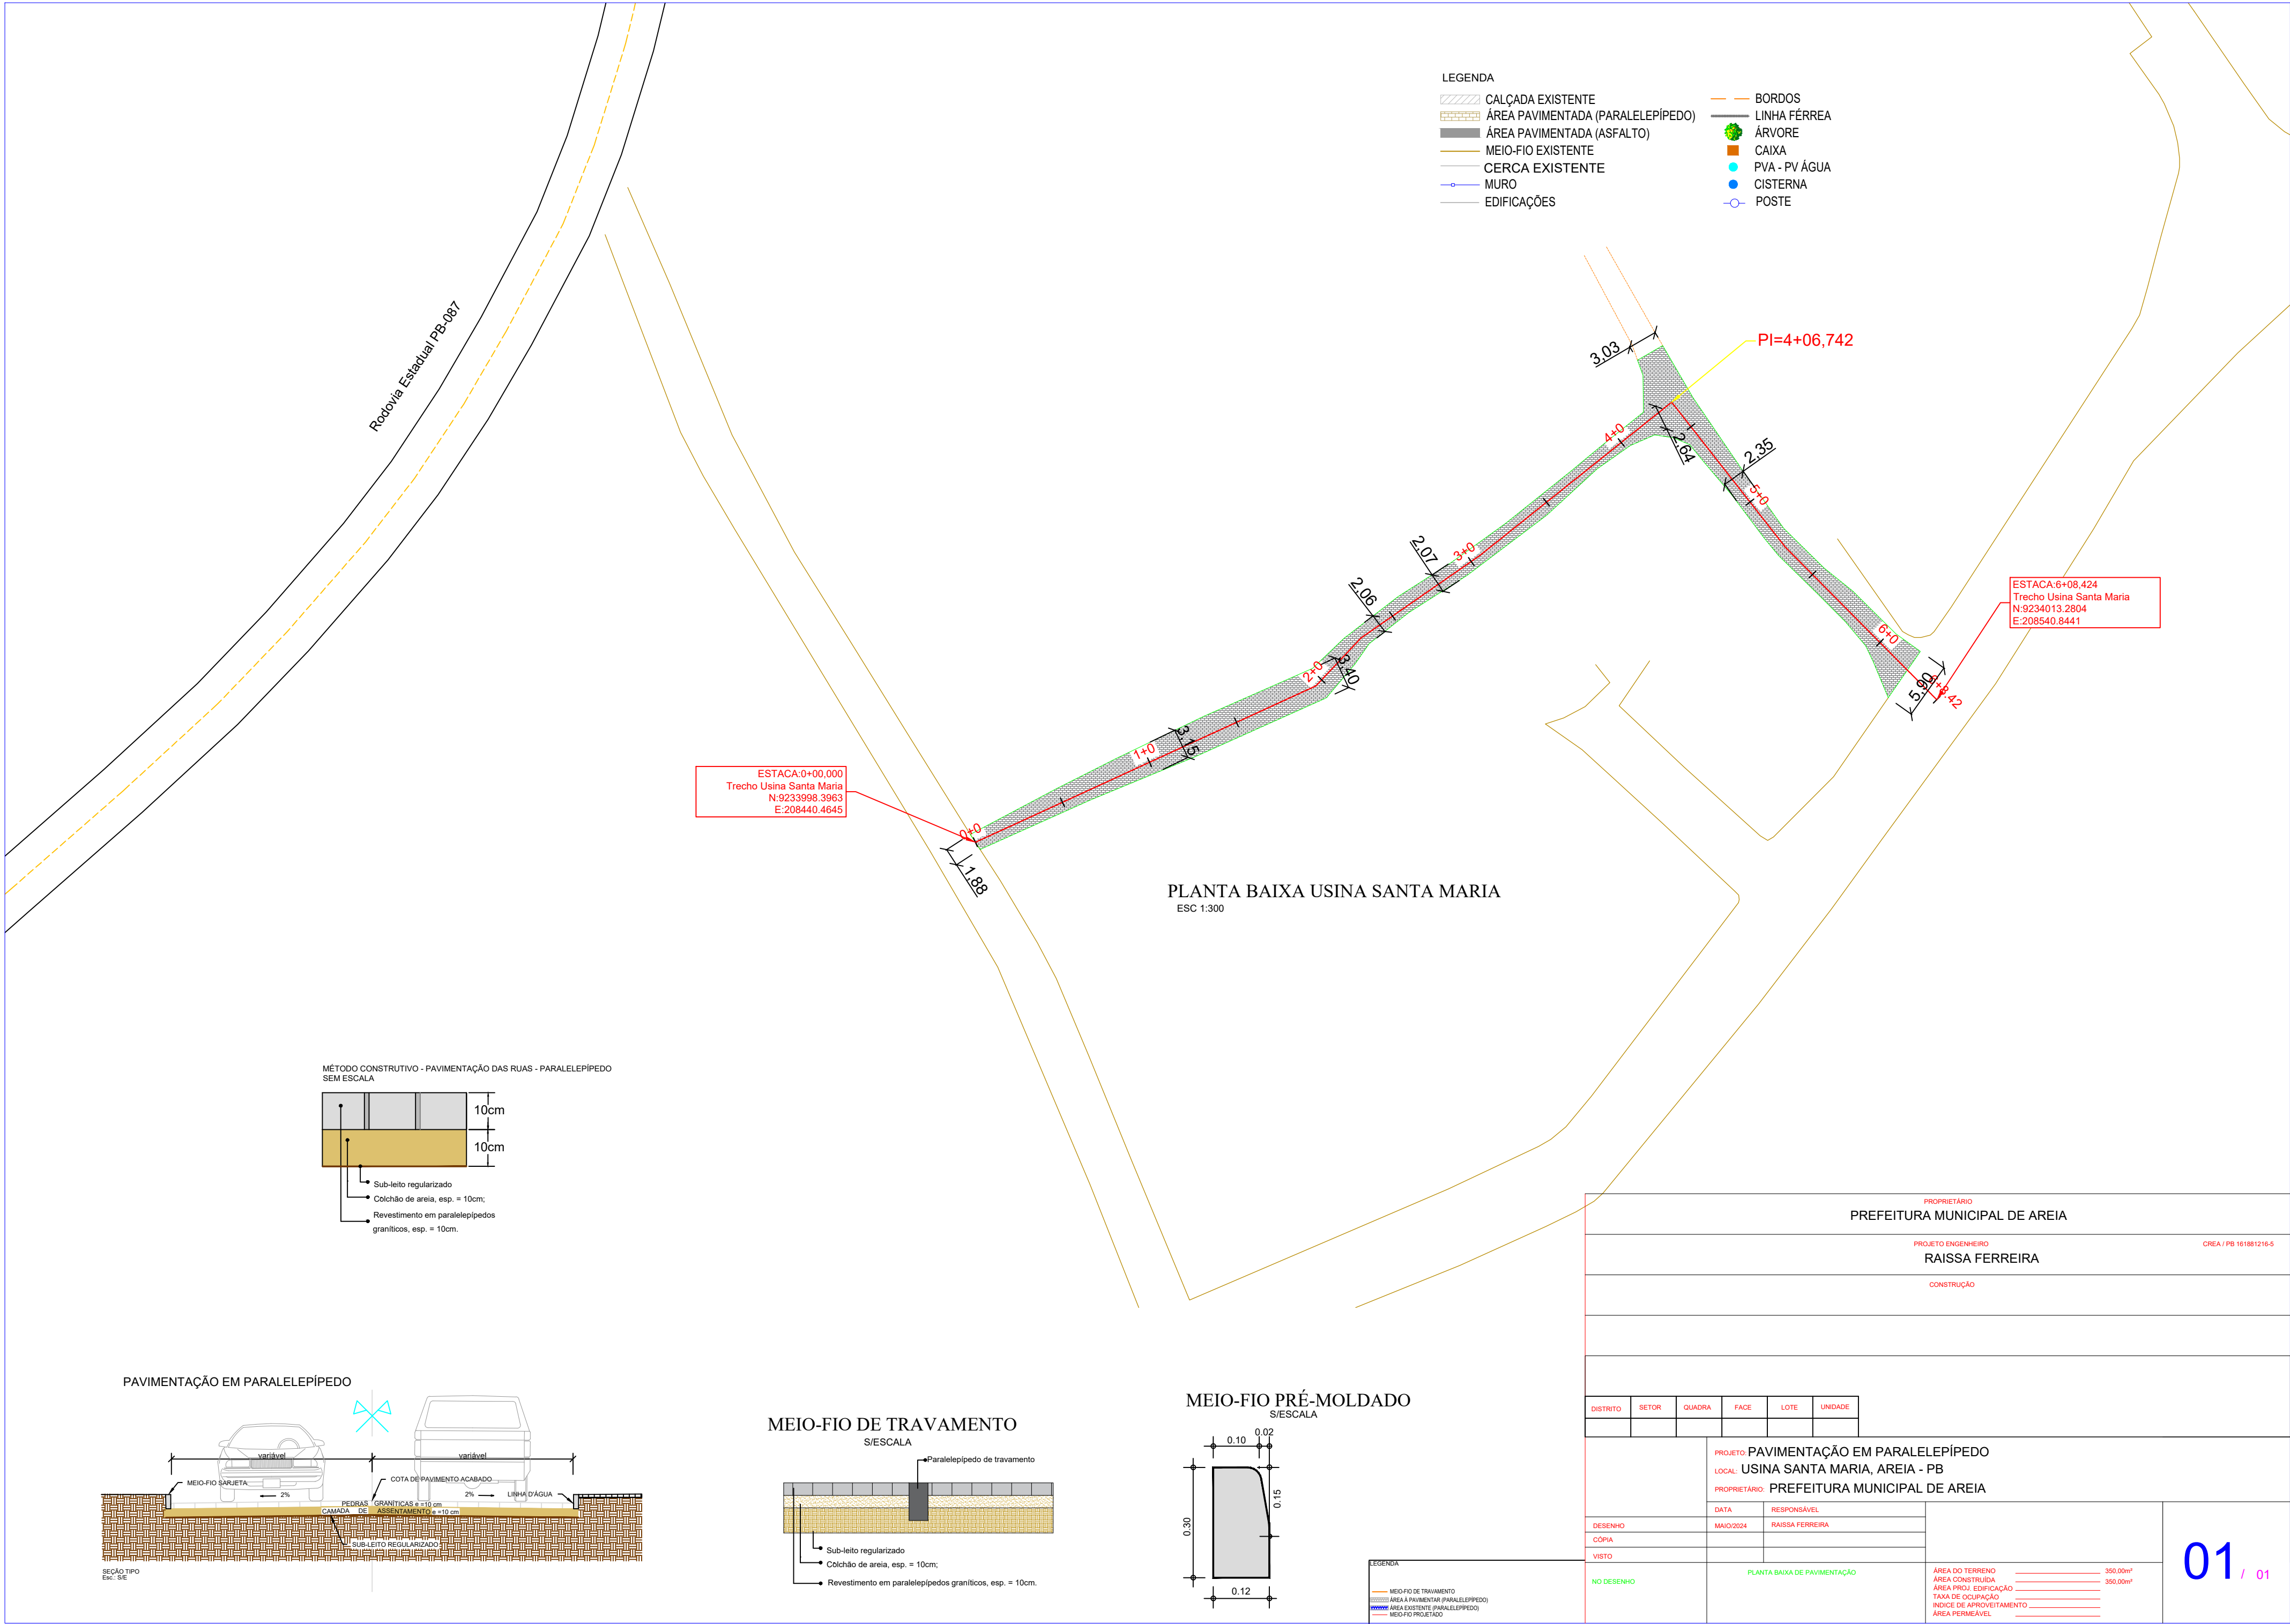 LEGENDA
CALÇADA EXISTENTE
ÁREA PAVIMENTADA (PARALELEPÍPEDO)
ÁREA PAVIMENTADA (ASFALTO)
MEIO-FIO EXISTENTE
CERCA EXISTENTE
MURO
EDIFICAÇÕES
BORDOS
LINHA FÉRREA
ÁRVORE
CAIXA
PVA - PV ÁGUA
CISTERNA
POSTE
Rodovia Estadual PB-087
3,03
PI=4+06,742
4+0
2,64
2,35
5+0
2,07
3+0
2,06
2+0
3,40
1+0
3,15
0+0
1,88
6+0
5,90
6+8.42
ESTACA:6+08,424
Trecho Usina Santa Maria
N:9234013.2804
E:208540.8441
ESTACA:0+00,000
Trecho Usina Santa Maria
N:9233998.3963
E:208440.4645
PLANTA BAIXA USINA SANTA MARIA
ESC 1:300
MÉTODO CONSTRUTIVO - PAVIMENTAÇÃO DAS RUAS - PARALELEPÍPEDO
SEM ESCALA
10cm
10cm
Sub-leito regularizado
Colchão de areia, esp. = 10cm;
Revestimento em paralelepípedos
graníticos, esp. = 10cm.
PAVIMENTAÇÃO EM PARALELEPÍPEDO
variável
variável
MEIO-FIO SARJETA
COTA DE PAVIMENTO ACABADO
2%
2%
LINHA D'ÁGUA
PEDRAS GRANÍTICAS e =10 cm
CAMADA DE ASSENTAMENTO e =10 cm
SUB-LEITO REGULARIZADO
SEÇÃO TIPO
Esc.: S/E
MEIO-FIO DE TRAVAMENTO
S/ESCALA
Paralelepípedo de travamento
Sub-leito regularizado
Colchão de areia, esp. = 10cm;
Revestimento em paralelepípedos graníticos, esp. = 10cm.
MEIO-FIO PRÉ-MOLDADO
S/ESCALA
0.10
0.02
0.15
0.30
0.12
LEGENDA
MEIO-FIO DE TRAVAMENTO
ÁREA À PAVIMENTAR (PARALELEPÍPEDO)
ÁREA EXISTENTE (PARALELEPÍPEDO)
MEIO-FIO PROJETADO
PROPRIETÁRIO
PREFEITURA MUNICIPAL DE AREIA
PROJETO ENGENHEIRO
CREA / PB 161881216-5
RAISSA FERREIRA
CONSTRUÇÃO
DISTRITO SETOR QUADRA FACE LOTE UNIDADE
PROJETO: PAVIMENTAÇÃO EM PARALELEPÍPEDO
LOCAL: USINA SANTA MARIA, AREIA - PB
PROPRIETÁRIO: PREFEITURA MUNICIPAL DE AREIA
DATA RESPONSÁVEL
DESENHO MAIO/2024 RAISSA FERREIRA
CÓPIA
VISTO
NO DESENHO
PLANTA BAIXA DE PAVIMENTAÇÃO
ÁREA DO TERRENO 350,00m²
ÁREA CONSTRUÍDA 350,00m²
ÁREA PROJ. EDIFICAÇÃO
TAXA DE OCUPAÇÃO
INDICE DE APROVEITAMENTO
ÁREA PERMEÁVEL
01 / 01